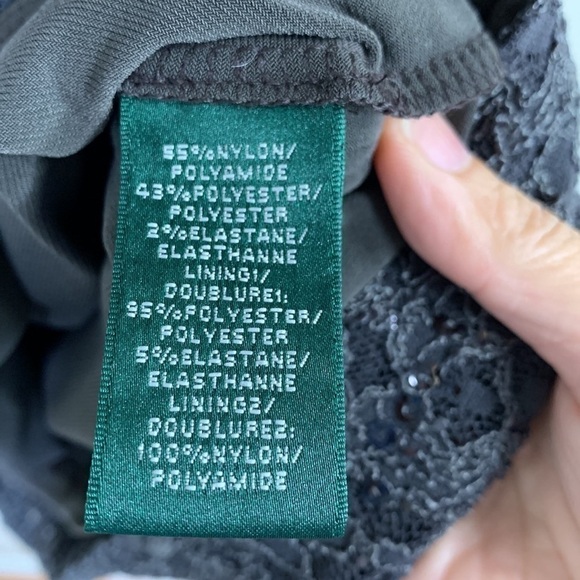 55%NYLON/
POLYAMIDE
43%POLYESTER/
POLYESTER
2%ELASTANE/
ELASTHANNE
LINING1/
DOUBLURE1:
95%POLYESTER/
POLYESTER
5%ELASTANE/
ELASTHANNE
LINING2/
DOUBLURE2:
100%NYLON/
POLYAMIDE